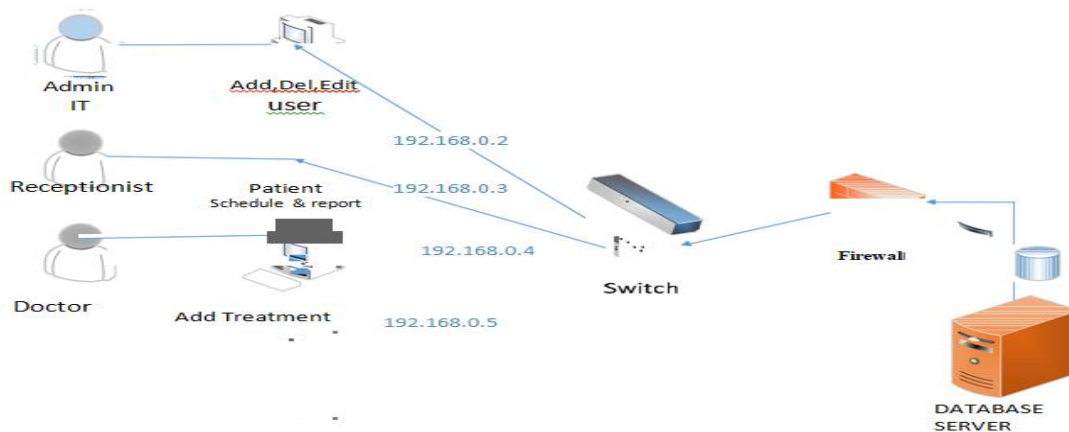 Admin
IT
Add,Del,Edit
user
192.168.0.2
Receptionist
Patient
Schedule & report
192.168.0.3
192.168.0.4
Switch
Firewall
Doctor
Add Treatment
192.168.0.5
DATABASE
SERVER